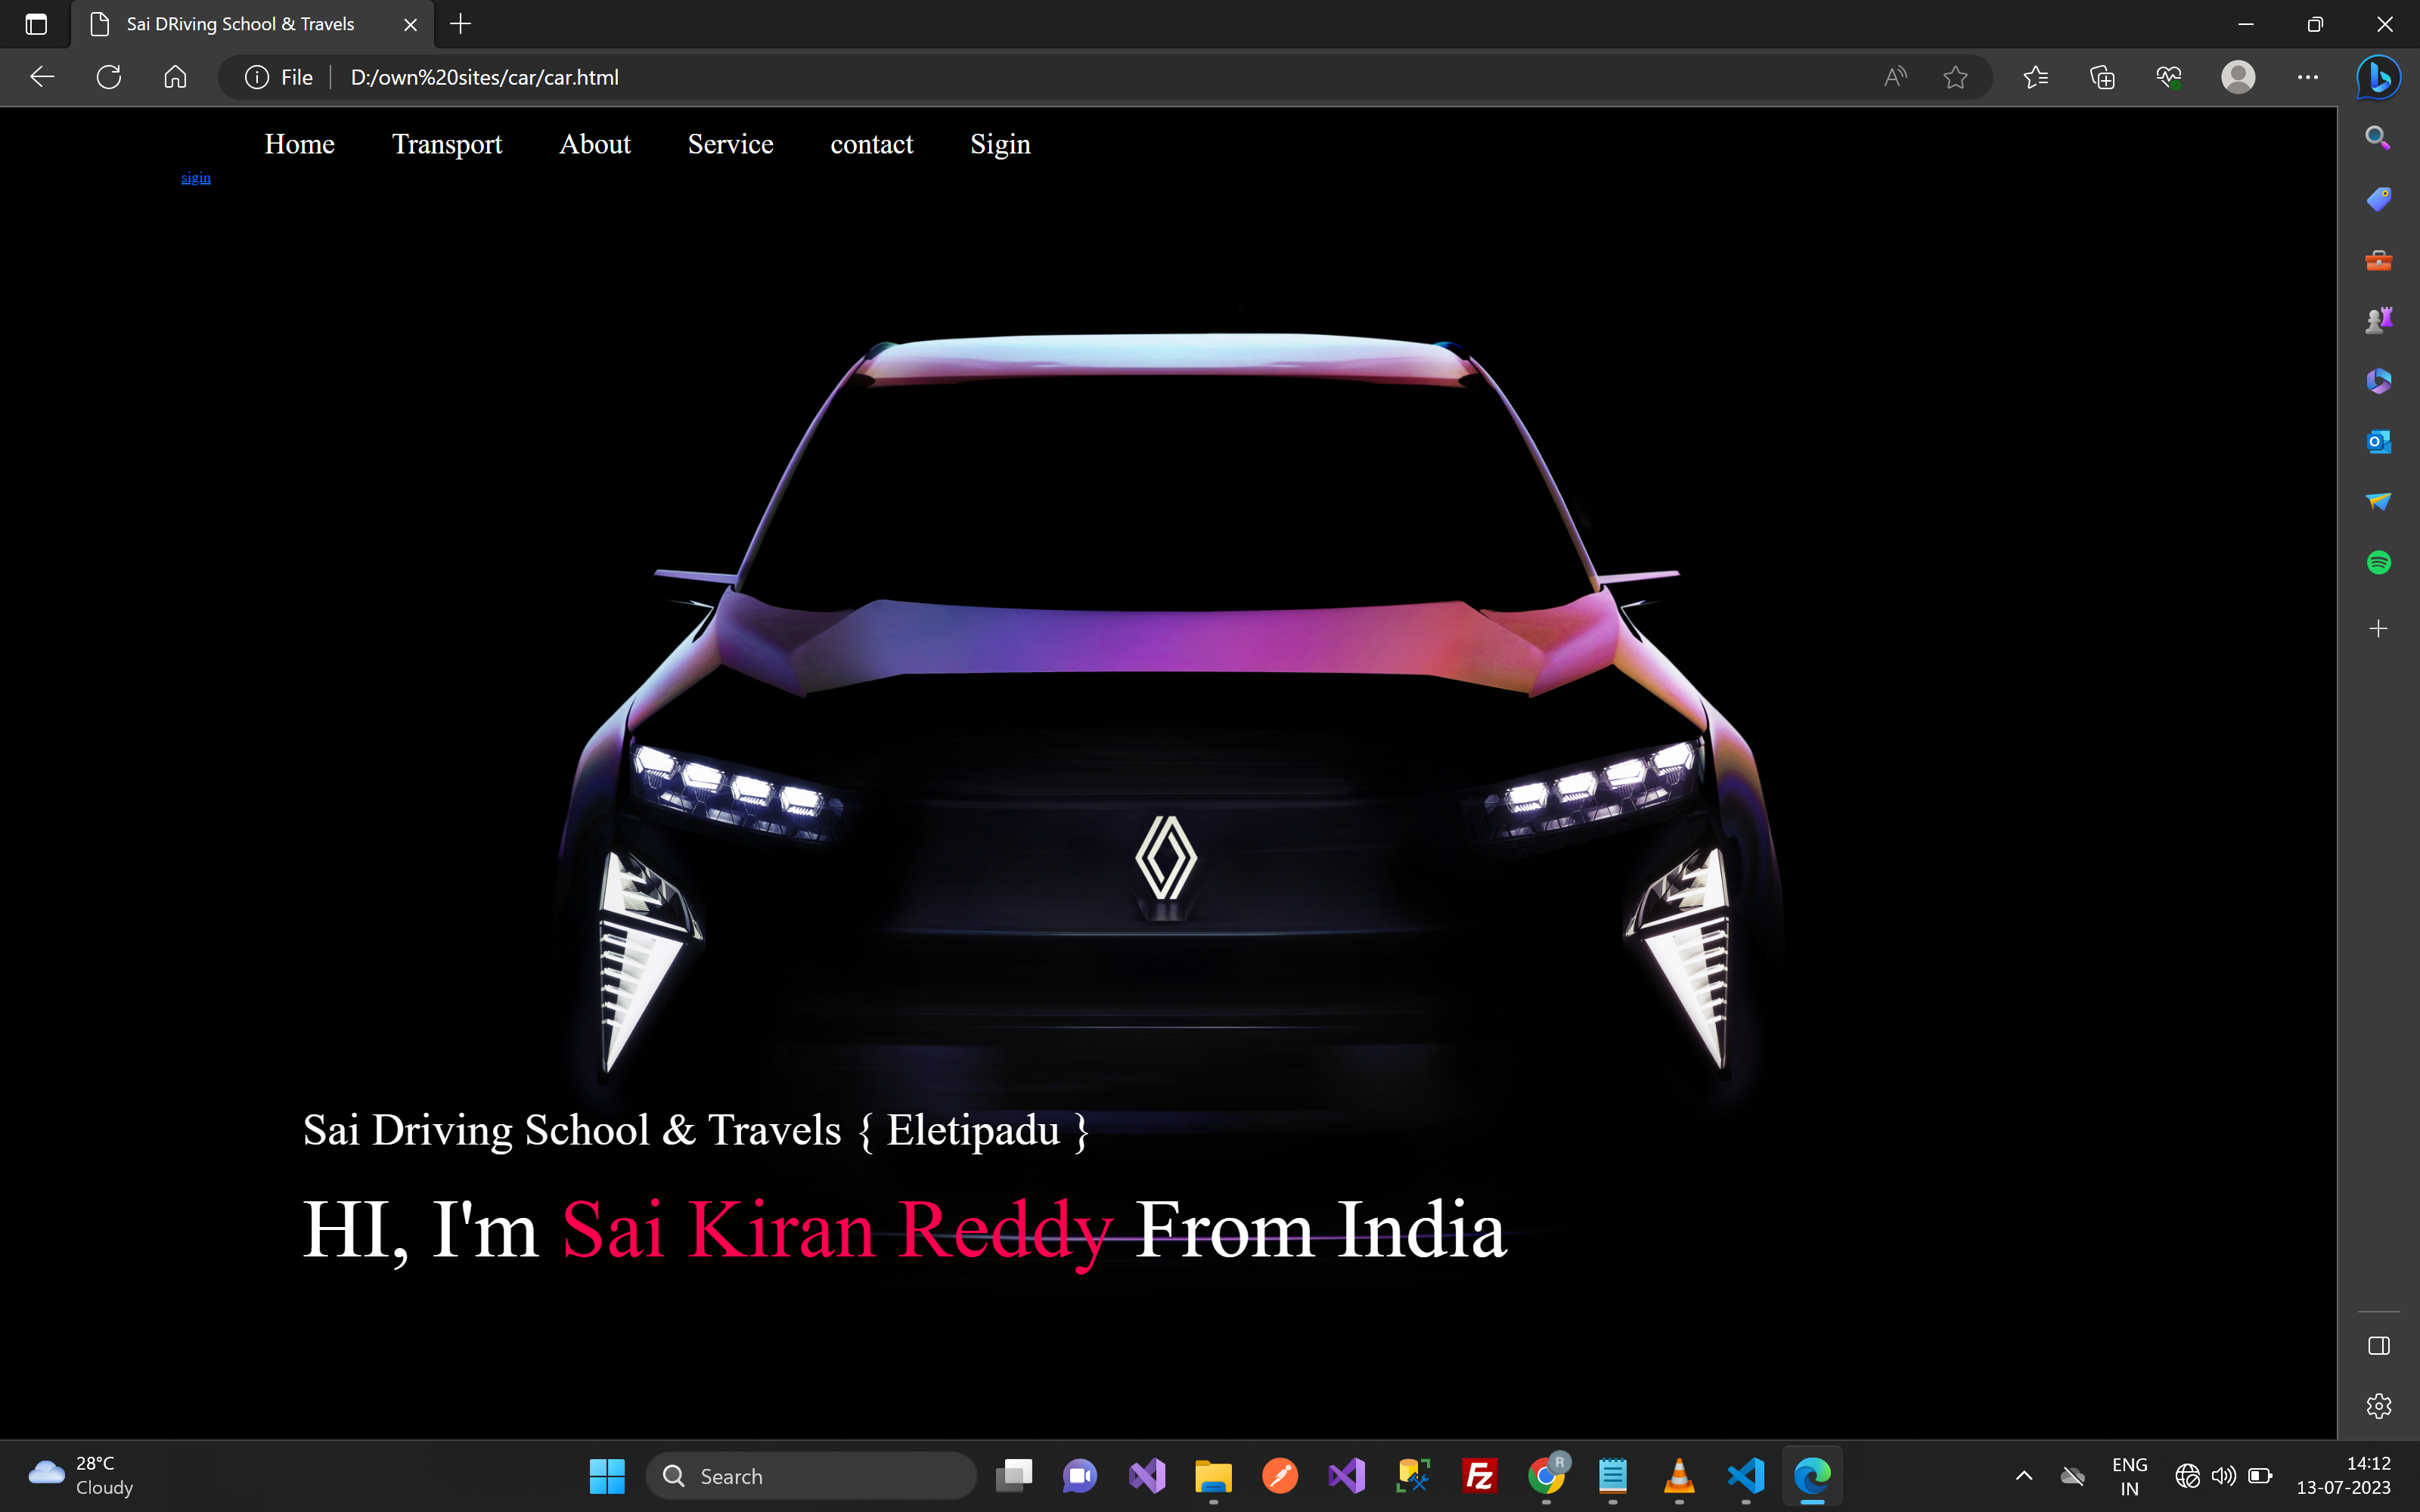 Sai DRiving School & Travels
File D:/own%20sites/car/car.html
Home Transport About Service contact Sigin
sigin
Sai Driving School & Travels { Eletipadu }
HI, I'm Sai Kiran Reddy From India
28°C
Cloudy
Search
R
ENG
IN
14:12
13-07-2023